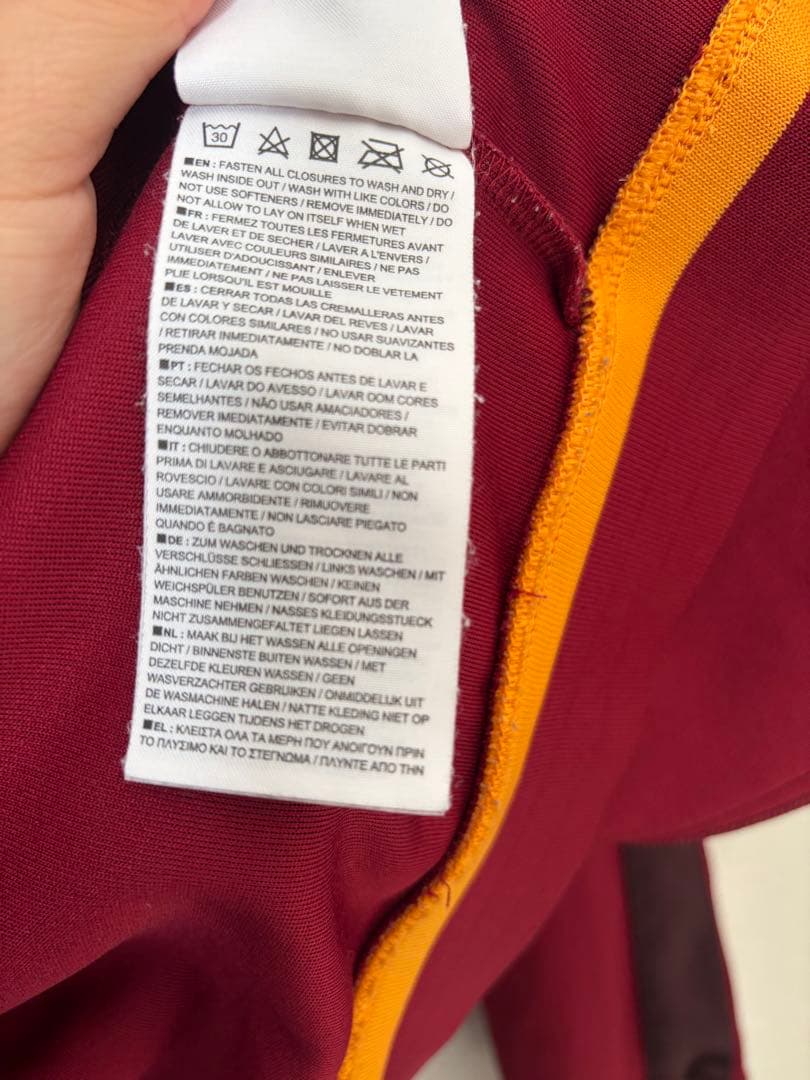 30
■EN : FASTEN ALL CLOSURES TO WASH AND DRY /
WASH INSIDE OUT / WASH WITH LIKE COLORS / DO
NOT USE SOFTENERS / REMOVE IMMEDIATELY / DO
NOT ALLOW TO LAY ON ITSELF WHEN WET
■FR : FERMEZ TOUTES LES FERMETURES AVANT
DE LAVER ET DE SECHER / LAVER A L'ENVERS /
LAVER AVEC COULEURS SIMILAIRES / NE PAS
UTILISER D'ADOUCISSANT / ENLEVER
IMMEDIATEMENT / NE PAS LAISSER LE VETEMENT
PLIE LORSQU'IL EST MOUILLE
■ES : CERRAR TODAS LAS CREMALLERAS ANTES
DE LAVAR Y SECAR / LAVAR DEL REVES / LAVAR
CON COLORES SIMILARES / NO USAR SUAVIZANTES
/ RETIRAR INMEDIATAMENTE / NO DOBLAR LA
PRENDA MOJADA
■PT : FECHAR OS FECHOS ANTES DE LAVAR E
SECAR / LAVAR DO AVESSO / LAVAR DOM CORES
SEMELHANTES / NÃO USAR AMACIADORES /
REMOVER IMEDIATAMENTE / EVITAR DOBRAR
ENQUANTO MOLHADO
■IT : CHIUDERE O ABBOTTONARE TUTTE LE PARTI
PRIMA DI LAVARE E ASCIUGARE / LAVARE AL
ROVESCIO / LAVARE CON COLORI SIMILI / NON
USARE AMMORBIDENTE / RIMUOVERE
IMMEDIATAMENTE / NON LASCIARE PIEGATO
QUANDO É BAGNATO
■DE : ZUM WASCHEN UND TROCKNEN ALLE
VERSCHLÜSSE SCHLIESSEN / LINKS WASCHEN / MIT
ÄHNLICHEN FARBEN WASCHEN / KEINEN
WEICHSPÜLER BENUTZEN / SOFORT AUS DER
MASCHINE NEHMEN / NASSES KLEIDUNGSSTUECK
NICHT ZUSAMMENGEFALTET LIEGEN LASSEN
■NL : MAAK BIJ HET WASSEN ALLE OPENINGEN
DICHT / BINNENSTE BUITEN WASSEN / MET
DEZELFDE KLEUREN WASSEN / GEEN
WASVERZACHTER GEBRUIKEN / ONMIDDELIJK UIT
DE WASMACHINE HALEN / NATTE KLEDING NIET OP
ELKAAR LEGGEN TIJDENS HET DROGEN
■EL : ΚΛΕΙΣΤΑ ΟΛΑ ΤΑ ΜΕΡΗ ΠΟΥ ΑΝΟΙΓΟΥΝ ΠΡΙΝ
ΤΟ ΠΛΥΣΙΜΟ ΚΑΙ ΤΟ ΣΤΕΓΝΩΜΑ / ΠΛΥΝΤΕ ΑΠΟ ΤΗΝ